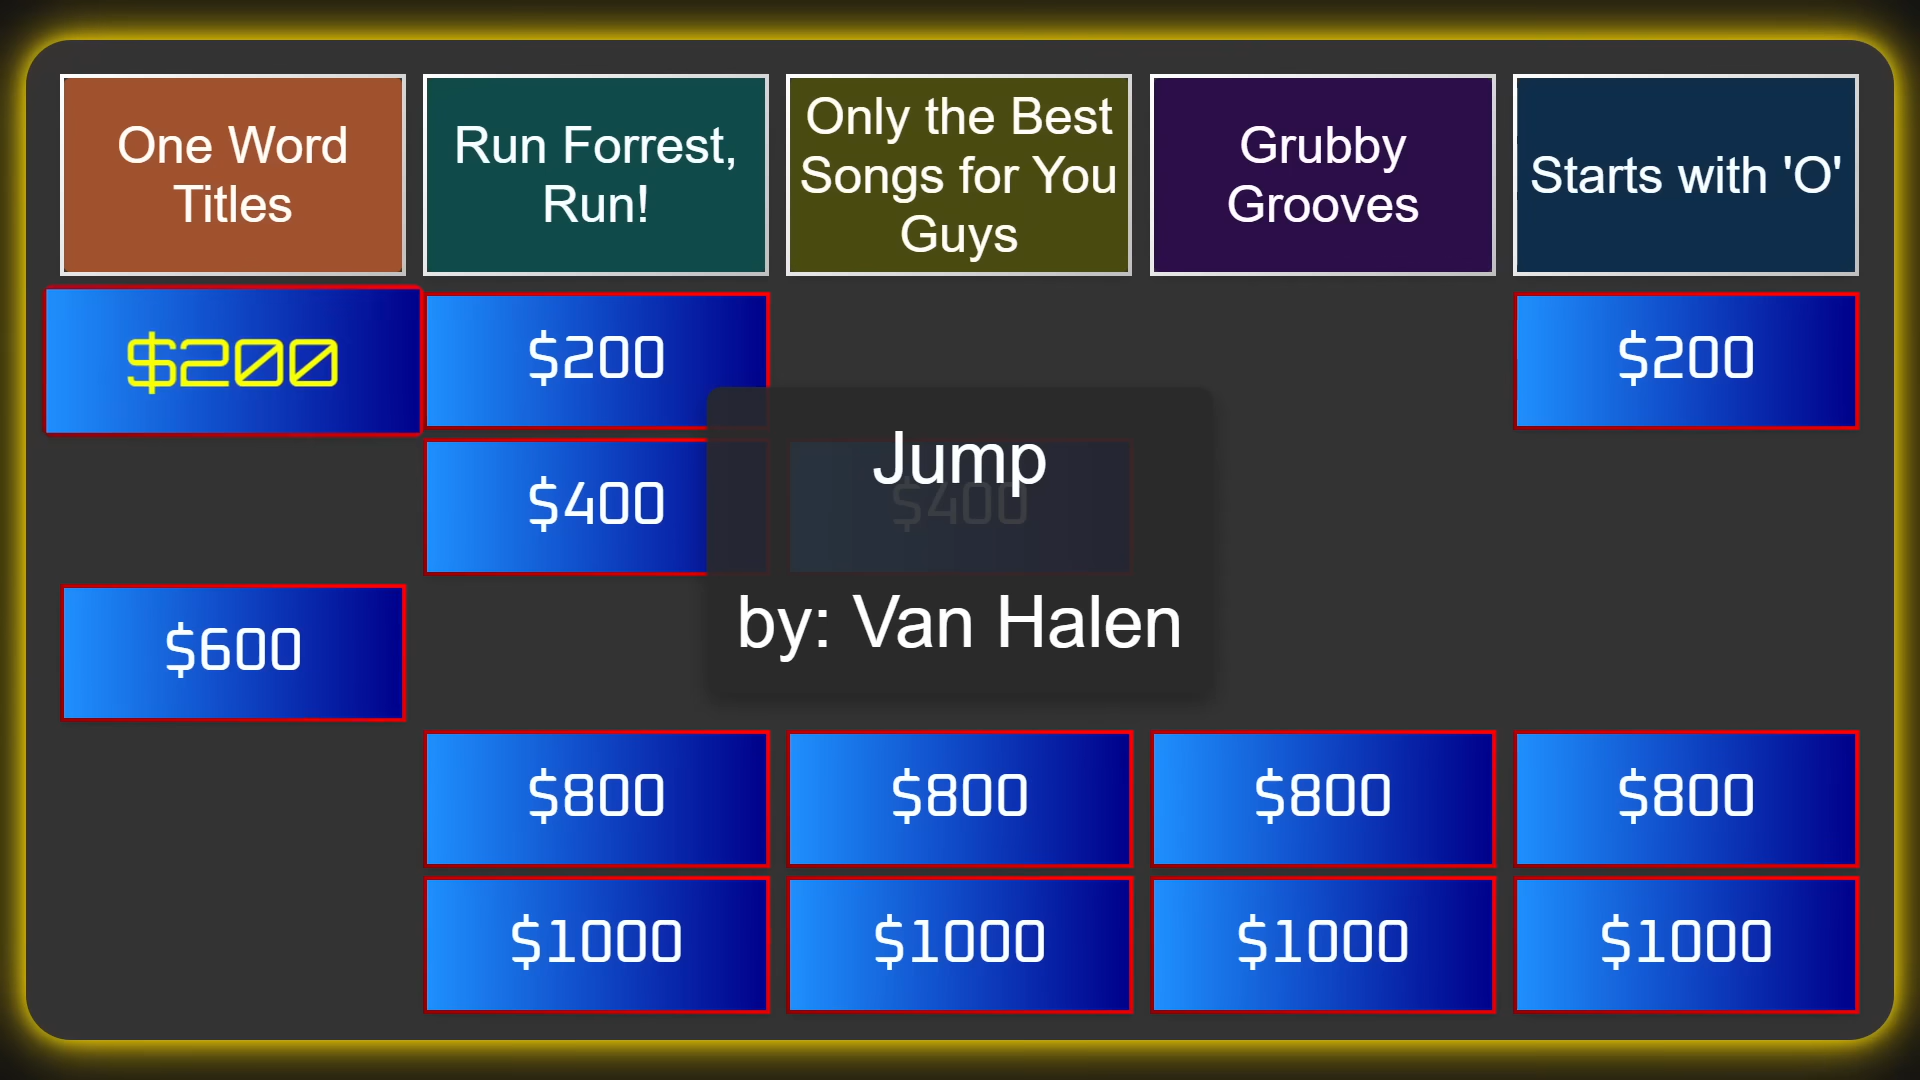 One Word
Titles
Run Forrest,
Run!
Only the Best
Songs for You
Guys
Grubby
Grooves
Starts with 'O'
$200
$200
$200
Jump
$400
$400
by: Van Halen
$600
$800
$800
$800
$800
$1000
$1000
$1000
$1000